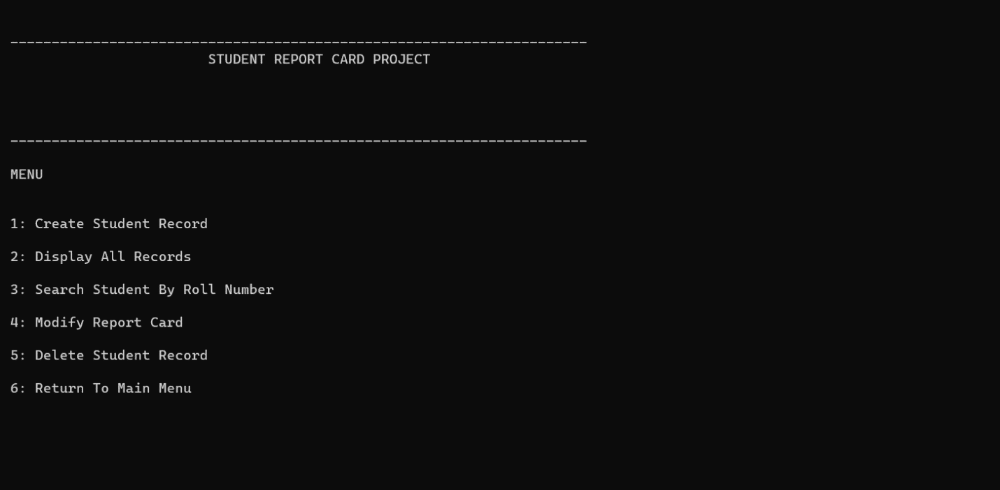 ----------------------------------------------------------------------
STUDENT REPORT CARD PROJECT
----------------------------------------------------------------------
MENU
1: Create Student Record
2: Display All Records
3: Search Student By Roll Number
4: Modify Report Card
5: Delete Student Record
6: Return To Main Menu